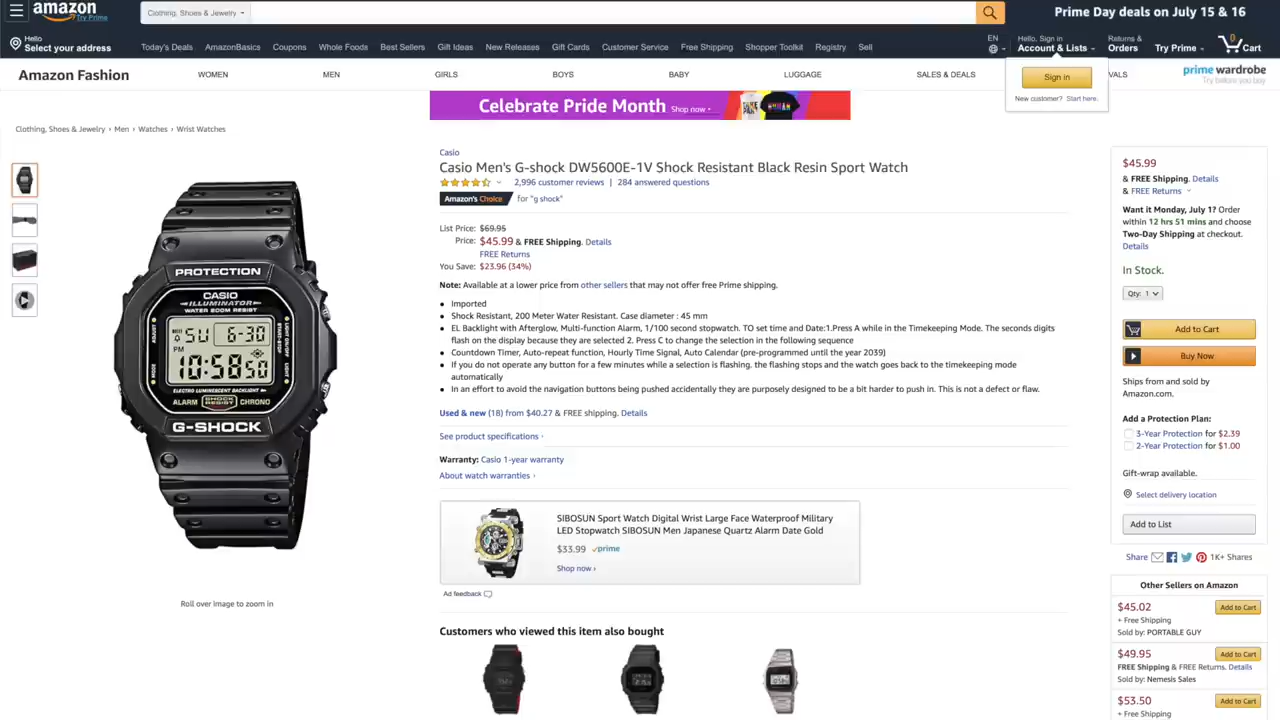 amazon
Try Prime
Clothing, Shoes & Jewelry
Prime Day deals on July 15 & 16
Hello
Select your address
Today's Deals AmazonBasics Coupons Whole Foods Best Sellers Gift Ideas New Releases Gift Cards Customer Service Free Shipping Shopper Toolkit Registry Sell
EN
Hello, Sign in
Account & Lists
Returns &
Orders
Try Prime
0
Cart
Amazon Fashion
WOMEN MEN GIRLS BOYS BABY LUGGAGE SALES & DEALS
VALS
prime wardrobe
Try before you buy
Sign in
New customer? Start here.
Celebrate Pride Month Shop now
Clothing, Shoes & Jewelry › Men › Watches › Wrist Watches
Casio
Casio Men's G-shock DW5600E-1V Shock Resistant Black Resin Sport Watch
2,996 customer reviews | 284 answered questions
Amazon's Choice for "g shock"
List Price: $69.95
Price: $45.99 & FREE Shipping. Details
FREE Returns
You Save: $23.96 (34%)
Note: Available at a lower price from other sellers that may not offer free Prime shipping.
Imported
Shock Resistant, 200 Meter Water Resistant. Case diameter : 45 mm
EL Backlight with Afterglow, Multi-function Alarm, 1/100 second stopwatch. TO set time and Date:1.Press A while in the Timekeeping Mode. The seconds digits
flash on the display because they are selected 2. Press C to change the selection in the following sequence
Countdown Timer, Auto-repeat function, Hourly Time Signal, Auto Calendar (pre-programmed until the year 2039)
If you do not operate any button for a few minutes while a selection is flashing. the flashing stops and the watch goes back to the timekeeping mode
automatically
In an effort to avoid the navigation buttons being pushed accidentally they are purposely designed to be a bit harder to push in. This is not a defect or flaw.
Used & new (18) from $40.27 & FREE shipping. Details
See product specifications ›
Warranty: Casio 1-year warranty
About watch warranties ›
SIBOSUN Sport Watch Digital Wrist Large Face Waterproof Military
LED Stopwatch SIBOSUN Men Japanese Quartz Alarm Date Gold
$33.99 prime
Shop now ›
Ad feedback
Customers who viewed this item also bought
PROTECTION
CASIO
ILLUMINATOR
WATER 200M RESIST
SU 6-30
PM
10:58 50
ELECTRO LUMINESCENT BACKLIGHT
ALARM SHOCK RESIST CHRONO
G-SHOCK
Roll over image to zoom in
$45.99
& FREE Shipping. Details
& FREE Returns
Want it Monday, July 1? Order
within 12 hrs 51 mins and choose
Two-Day Shipping at checkout.
Details
In Stock.
Qty: 1
Add to Cart
Buy Now
Ships from and sold by
Amazon.com.
Add a Protection Plan:
3-Year Protection for $2.39
2-Year Protection for $1.00
Gift-wrap available.
Select delivery location
Add to List
Share 1K+ Shares
Other Sellers on Amazon
$45.02 Add to Cart
+ Free Shipping
Sold by: PORTABLE GUY
$49.95 Add to Cart
FREE Shipping & FREE Returns. Details
Sold by: Nemesis Sales
$53.50 Add to Cart
+ Free Shipping